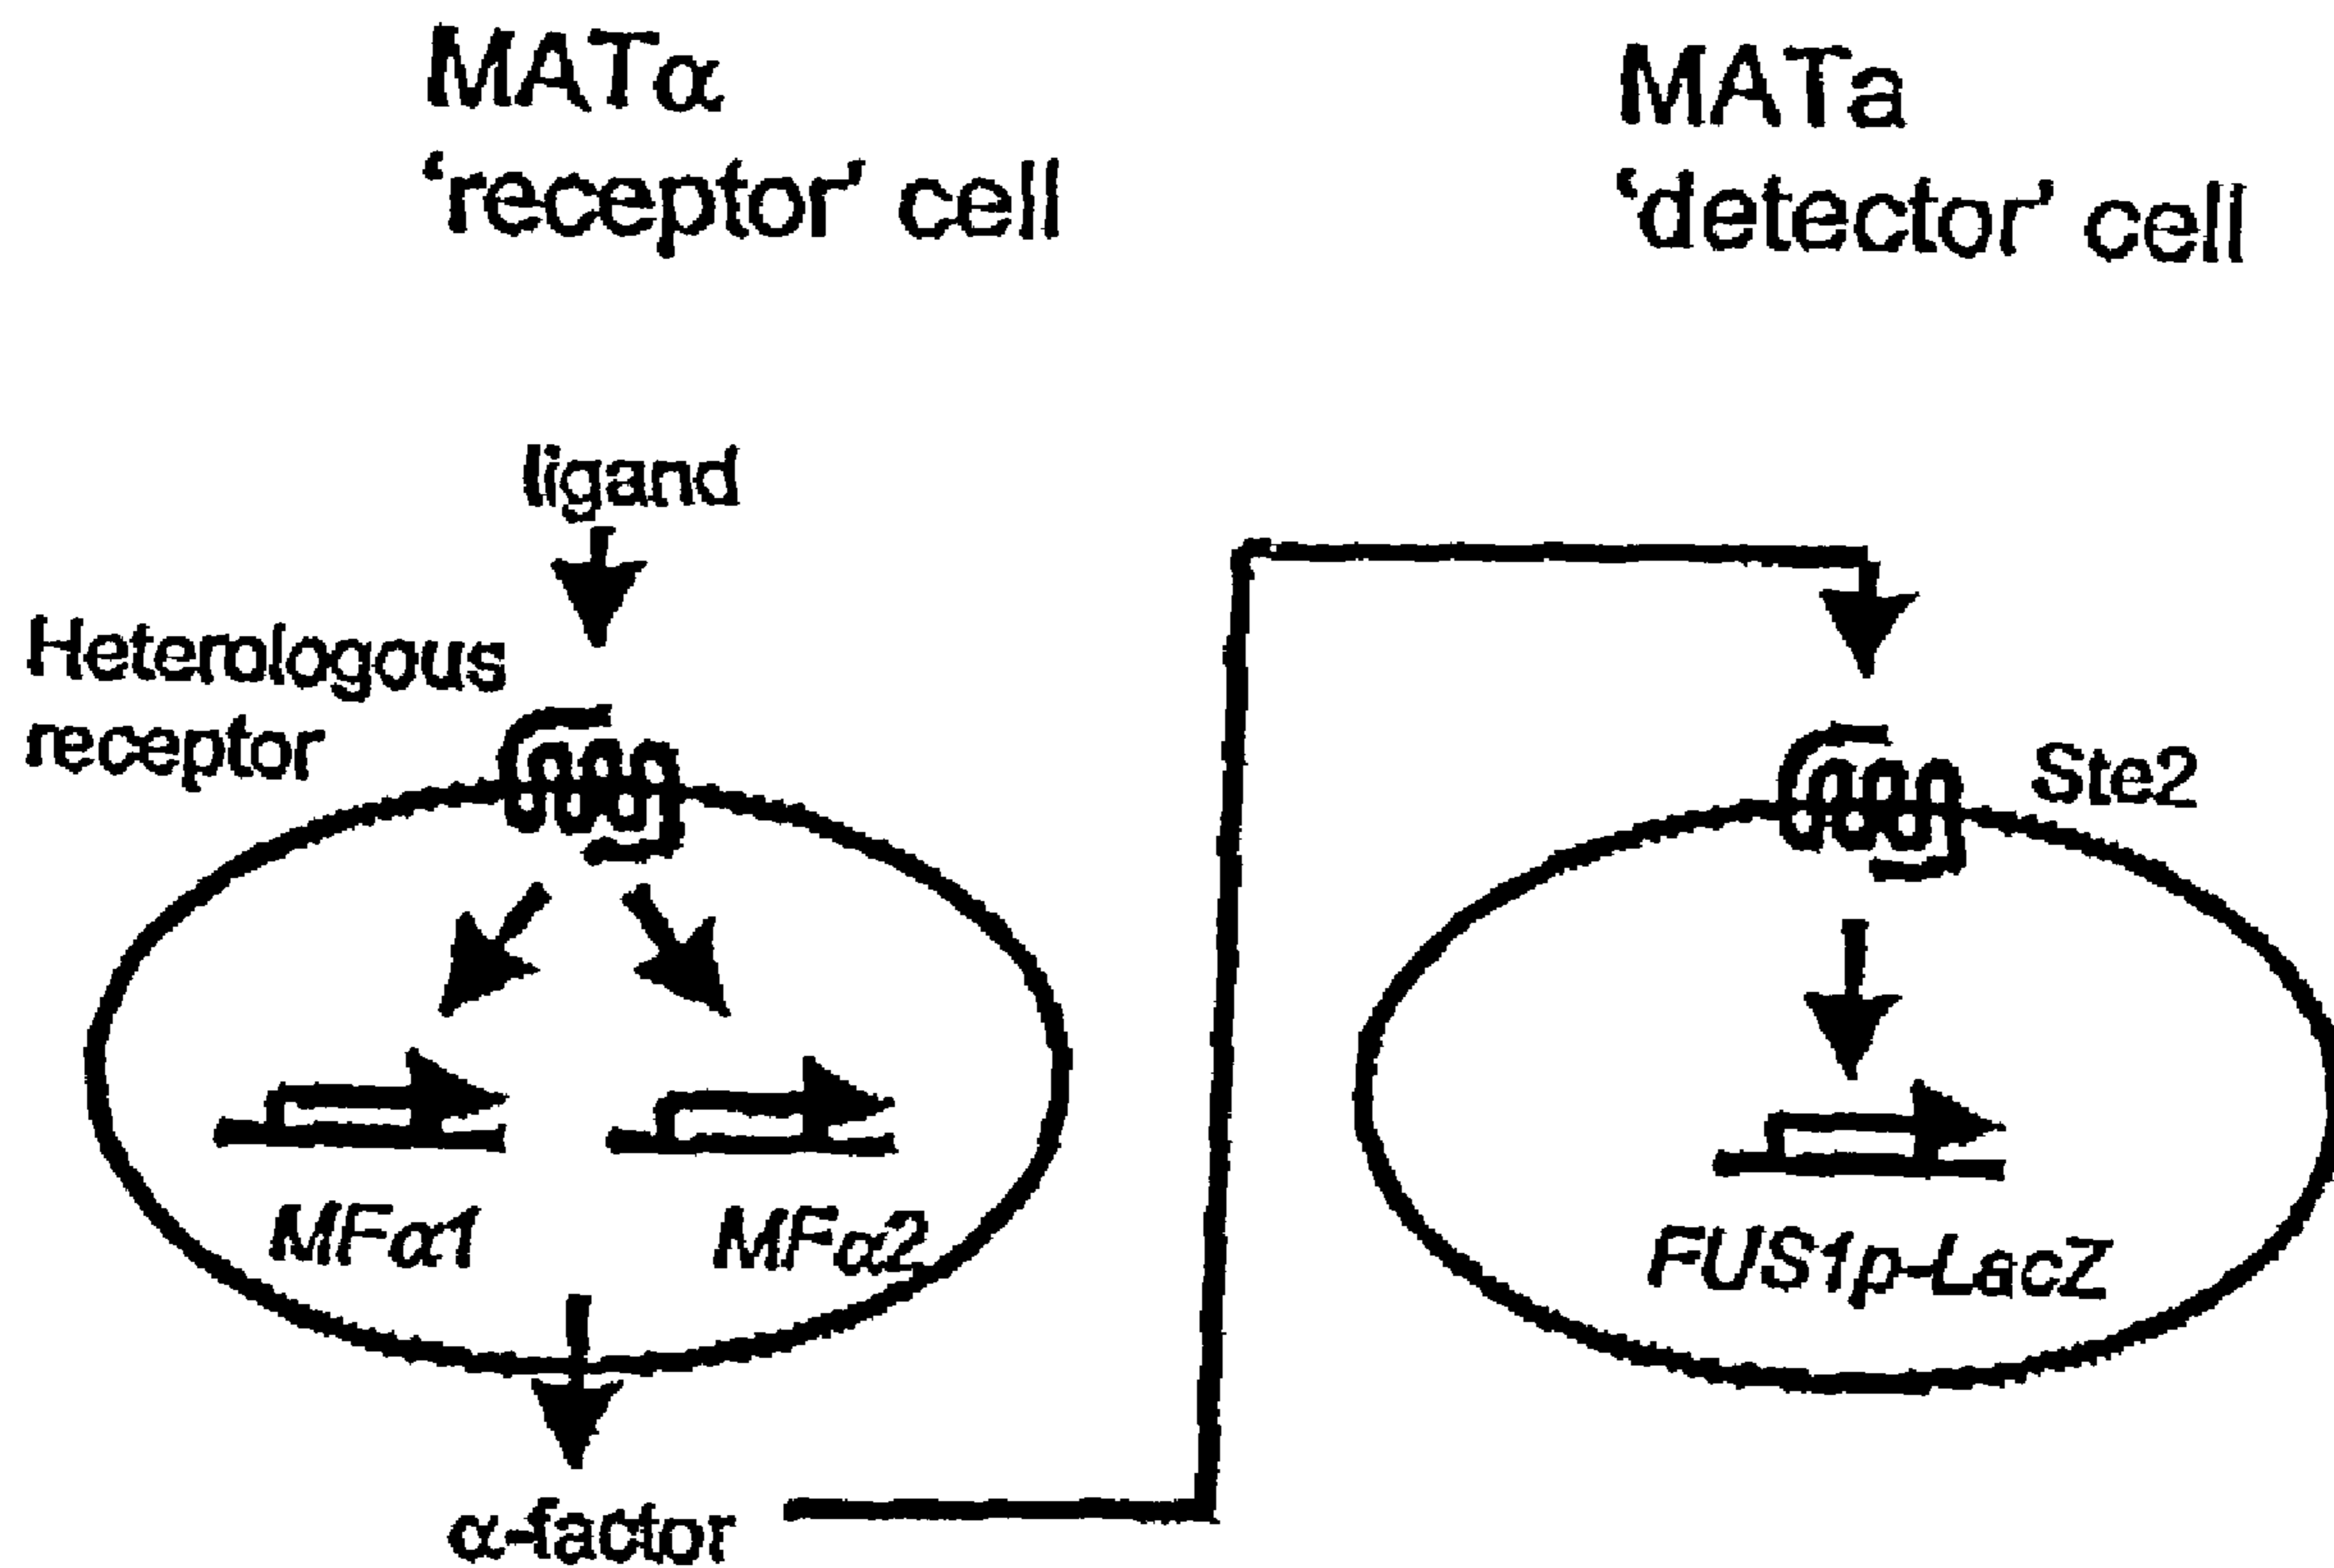 MATα
'receptor' cell
MATa
'detector' cell
ligand
Heterologous
receptor
Ste2
MFα1
MFα2
FUS1p-LacZ
α-factor